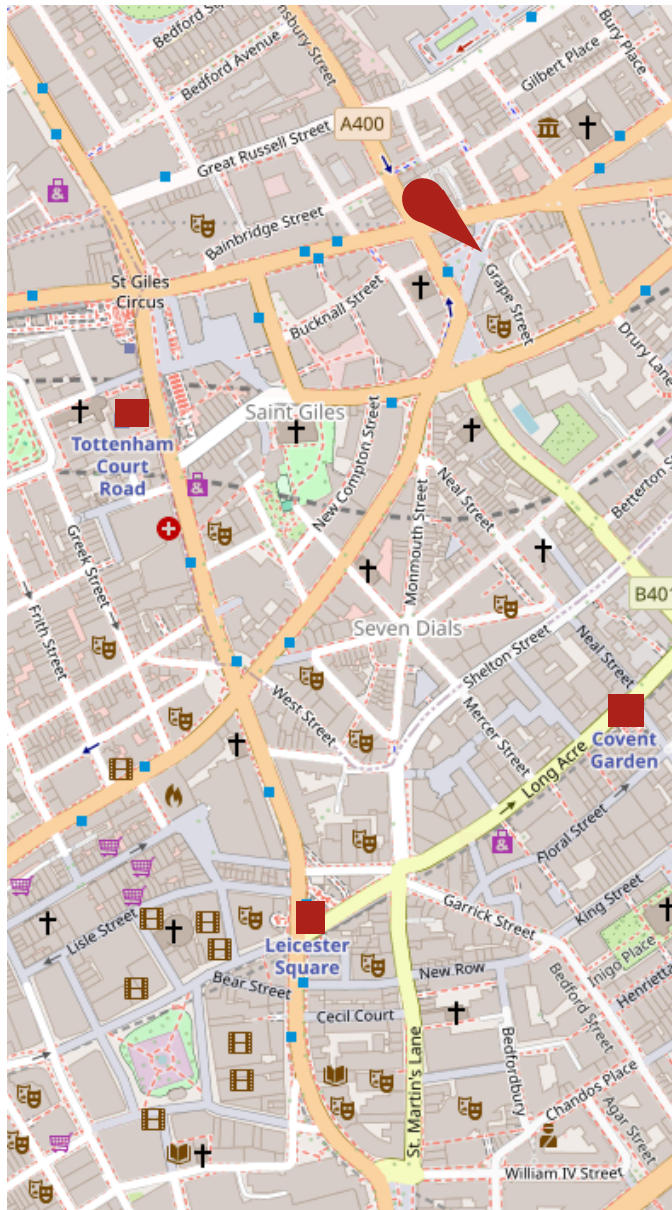 Bedford Avenue
Gilbert Place
Bury Place
A400
Great Russell Street
Bainbridge Street
St Giles
Circus
Bucknall Street
Grape Street
Drury Lane
Saint Giles
Tottenham
Court
Road
New Compton Street
Neal Street
Monmouth Street
Greek Street
Frith Street
Seven Dials
Shelton Street
Neal Street
West Street
Mercer Street
Covent
Garden
Long Acre
Floral Street
King Street
Garrick Street
Lisle Street
Leicester
Square
Bear Street
New Row
Inigo Place
Bedford Street
Cecil Court
St. Martin's Lane
Bedfordbury
Chandos Place
Agar Street
William IV Street